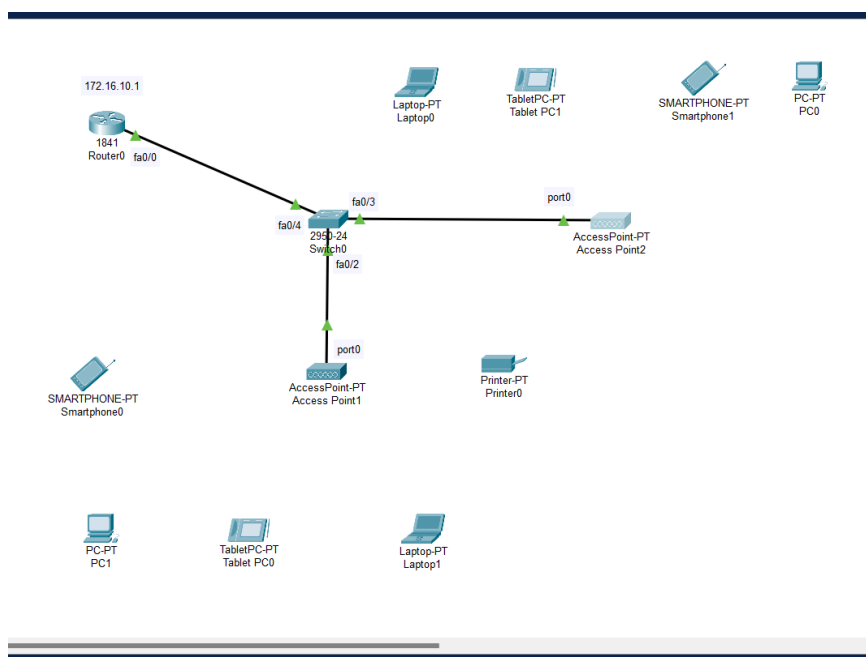 172.16.10.1
1841
Router0
fa0/0
Laptop-PT
Laptop0
TabletPC-PT
Tablet PC1
SMARTPHONE-PT
Smartphone1
PC-PT
PC0
fa0/3
fa0/4
2950-24
Switch0
fa0/2
port0
AccessPoint-PT
Access Point2
port0
AccessPoint-PT
Access Point1
Printer-PT
Printer0
SMARTPHONE-PT
Smartphone0
PC-PT
PC1
TabletPC-PT
Tablet PC0
Laptop-PT
Laptop1